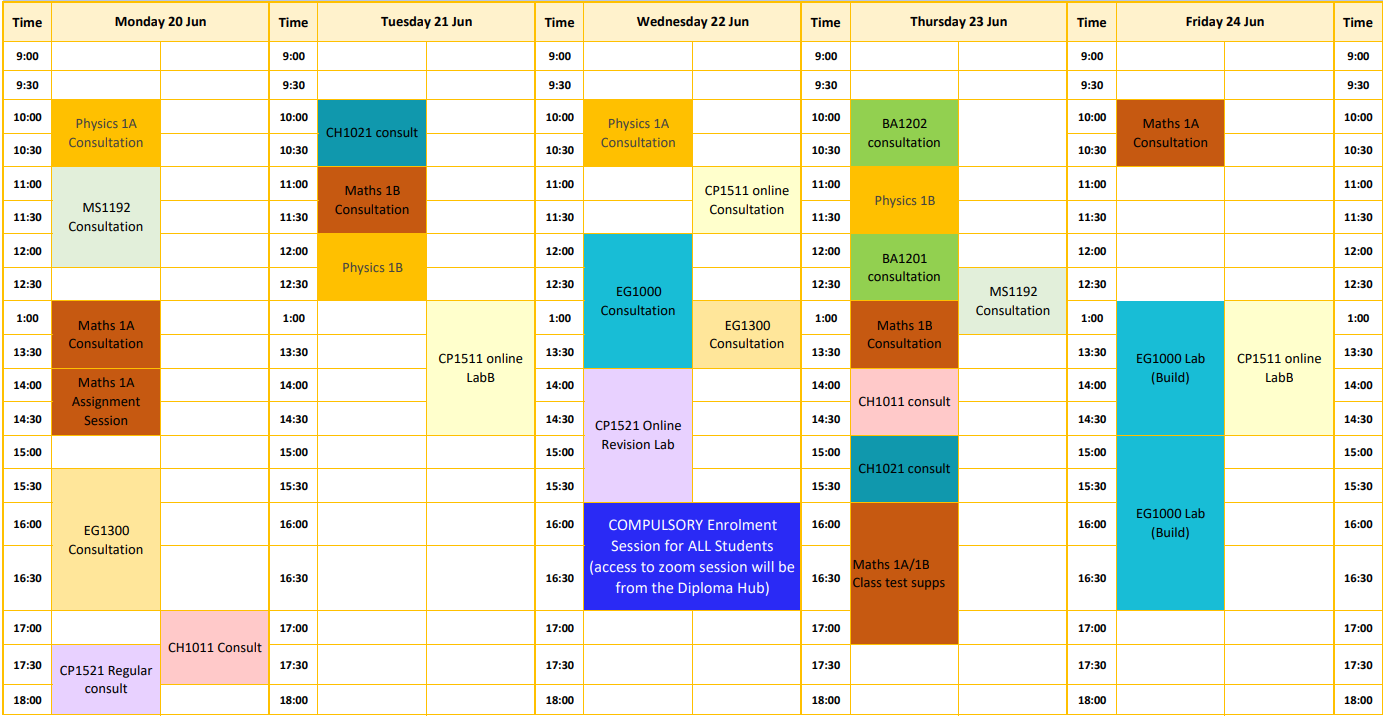 Time Monday 20 Jun Time Tuesday 21 Jun Time Wednesday 22 Jun Time Thursday 23 Jun Time Friday 24 Jun Time
9:00 9:00 9:00 9:00 9:00 9:00
9:30 9:30 9:30 9:30 9:30 9:30
10:00 10:00 10:00 10:00 10:00 10:00
10:30 10:30 10:30 10:30 10:30 10:30
Physics 1A
Consultation
CH1021 consult
Physics 1A
Consultation
BA1202
consultation
Maths 1A
Consultation
11:00 11:00 11:00 11:00 11:00 11:00
11:30 11:30 11:30 11:30 11:30 11:30
MS1192
Consultation
Maths 1B
Consultation
CP1511 online
Consultation
Physics 1B
12:00 12:00 12:00 12:00 12:00 12:00
12:30 12:30 12:30 12:30 12:30 12:30
Physics 1B
EG1000
Consultation
BA1201
consultation
MS1192
Consultation
1:00 1:00 1:00 1:00 1:00 1:00
13:30 13:30 13:30 13:30 13:30 13:30
Maths 1A
Consultation
CP1511 online
LabB
EG1300
Consultation
Maths 1B
Consultation
EG1000 Lab
(Build)
CP1511 online
LabB
14:00 14:00 14:00 14:00 14:00 14:00
14:30 14:30 14:30 14:30 14:30 14:30
Maths 1A
Assignment
Session
CP1521 Online
Revision Lab
CH1011 consult
15:00 15:00 15:00 15:00 15:00 15:00
15:30 15:30 15:30 15:30 15:30 15:30
EG1300
Consultation
CH1021 consult
EG1000 Lab
(Build)
16:00 16:00 16:00 16:00 16:00 16:00
16:30 16:30 16:30 16:30 16:30 16:30
COMPULSORY Enrolment
Session for ALL Students
(access to zoom session will be
from the Diploma Hub)
Maths 1A/1B
Class test supps
17:00 17:00 17:00 17:00 17:00 17:00
17:30 17:30 17:30 17:30 17:30 17:30
CH1011 Consult
CP1521 Regular
consult
18:00 18:00 18:00 18:00 18:00 18:00